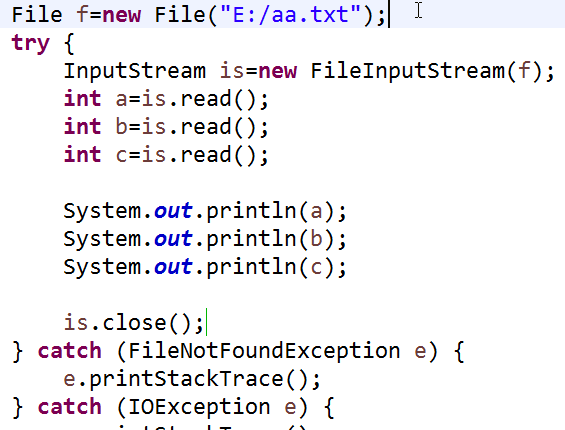 File f=new File("E:/aa.txt");
try {
    InputStream is=new FileInputStream(f);
    int a=is.read();
    int b=is.read();
    int c=is.read();

    System.out.println(a);
    System.out.println(b);
    System.out.println(c);

    is.close();
} catch (FileNotFoundException e) {
    e.printStackTrace();
} catch (IOException e) {